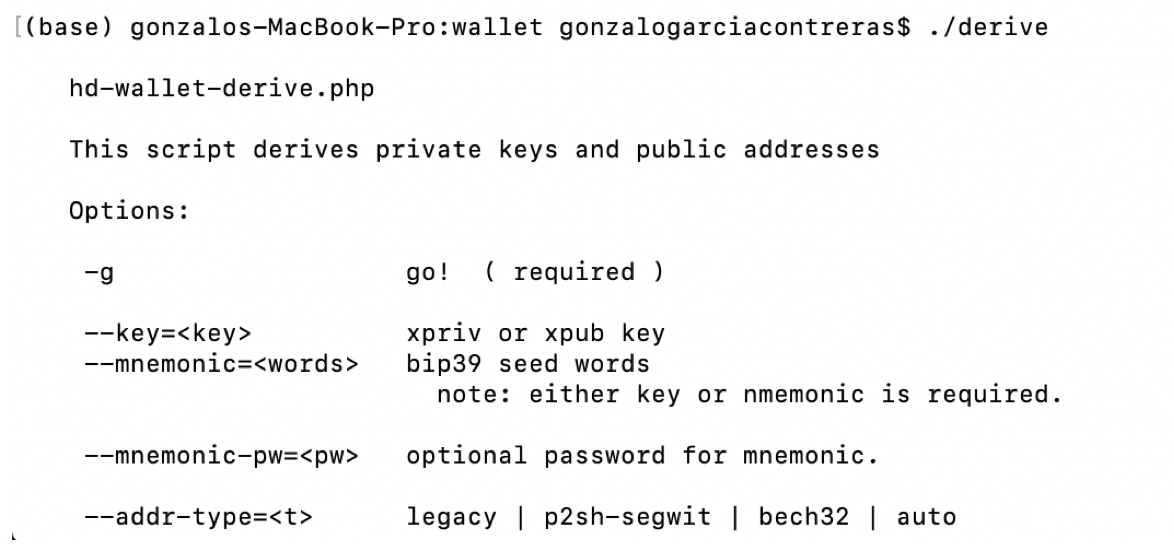 [(base) gonzalos-MacBook-Pro:wallet gonzalogarciacontreras$ ./derive
hd-wallet-derive.php
This script derives private keys and public addresses
Options:
-g go! ( required )
--key=<key> xpriv or xpub key
--mnemonic=<words> bip39 seed words
note: either key or nmemonic is required.
--mnemonic-pw=<pw> optional password for mnemonic.
--addr-type=<t> legacy | p2sh-segwit | bech32 | auto